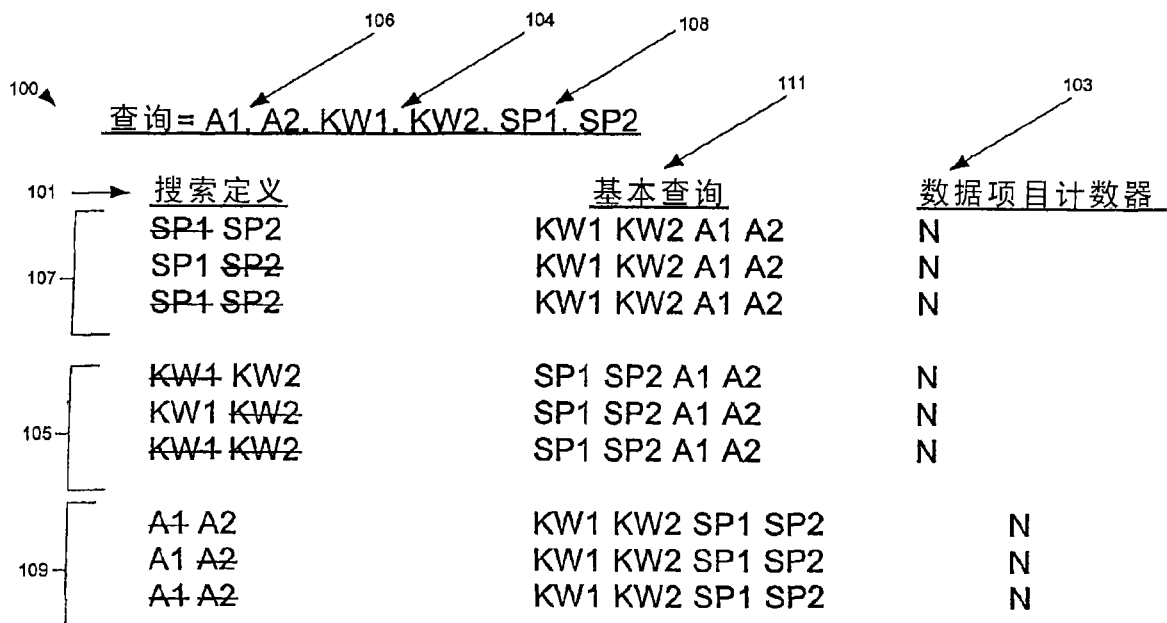 106 104 108
100 111 103
查询= A1, A2, KW1, KW2, SP1, SP2
101 搜索定义 基本查询 数据项目计数器
SP1 SP2 KW1 KW2 A1 A2 N
107 SP1 SP2 KW1 KW2 A1 A2 N
SP1 SP2 KW1 KW2 A1 A2 N
KW1 KW2 SP1 SP2 A1 A2 N
105 KW1 KW2 SP1 SP2 A1 A2 N
KW1 KW2 SP1 SP2 A1 A2 N
A1 A2 KW1 KW2 SP1 SP2 N
109 A1 A2 KW1 KW2 SP1 SP2 N
A1 A2 KW1 KW2 SP1 SP2 N